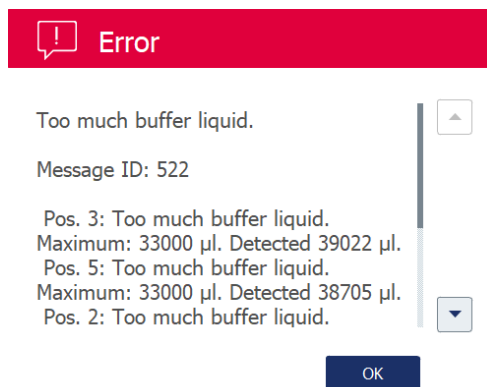 Error
Too much buffer liquid.
Message ID: 522
Pos. 3: Too much buffer liquid.
Maximum: 33000 µl. Detected 39022 µl.
Pos. 5: Too much buffer liquid.
Maximum: 33000 µl. Detected 38705 µl.
Pos. 2: Too much buffer liquid.
OK